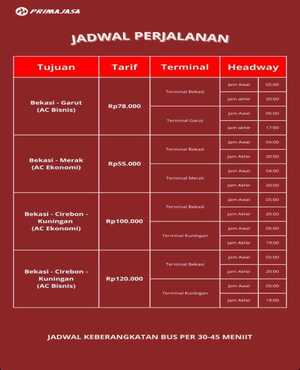 PRIMAJASA
JADWAL PERJALANAN
Tujuan Tarif Terminal Headway
Bekasi - Garut
(AC Bisnis)
Rp78.000
Terminal Bekasi
Jam Awal 03:00
Jam akhir 20:00
Terminal Garut
Jam Awal 06:00
Jam akhir 17:00
Bekasi - Merak
(AC Ekonomi)
Rp55.000
Terminal Bekasi
Jam Awal 04:00
Jam Akhir 20:00
Terminal Merak
Jam Awal 04:00
Jam Akhir 20:00
Bekasi - Cirebon -
Kuningan
(AC Ekonomi)
Rp100.000
Terminal Bekasi
Jam Awal 05:00
Jam Akhir 20:00
Terminal Kuningan
Jam Awal 05:00
Jam Akhir 19:00
Bekasi - Cirebon -
Kuningan
(AC Bisnis)
Rp120.000
Terminal Bekasi
Jam Awal 05:00
Jam Akhir 20:00
Terminal Kuningan
Jam Awal 05:00
Jam Akhir 19:00
JADWAL KEBERANGKATAN BUS PER 30-45 MENIIT